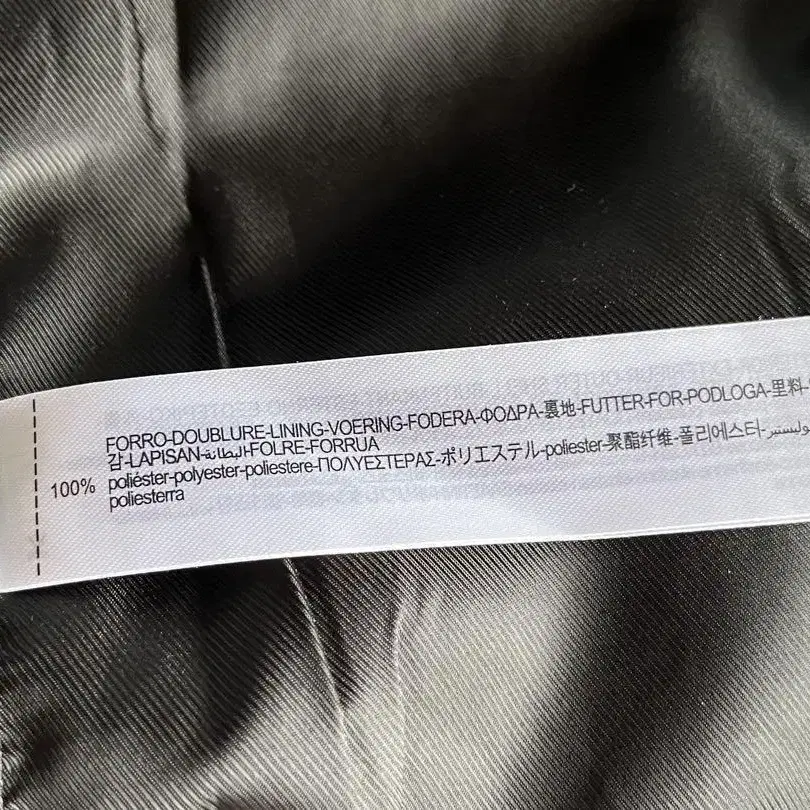 FORRO-DOUBLURE-LINING-VOERING-FODERA-ΦΟΔΡΑ-裏地-FUTTER-FOR-PODLOGA-里料-
감-LAPISAN-البطانة-FOLRE-FORRUA
100% poliéster-polyester-poliestere-ΠΟΛΥΕΣΤΕΡΑΣ-ポリエステル-poliester-聚酯纤维-폴리에스터-
poliesterra